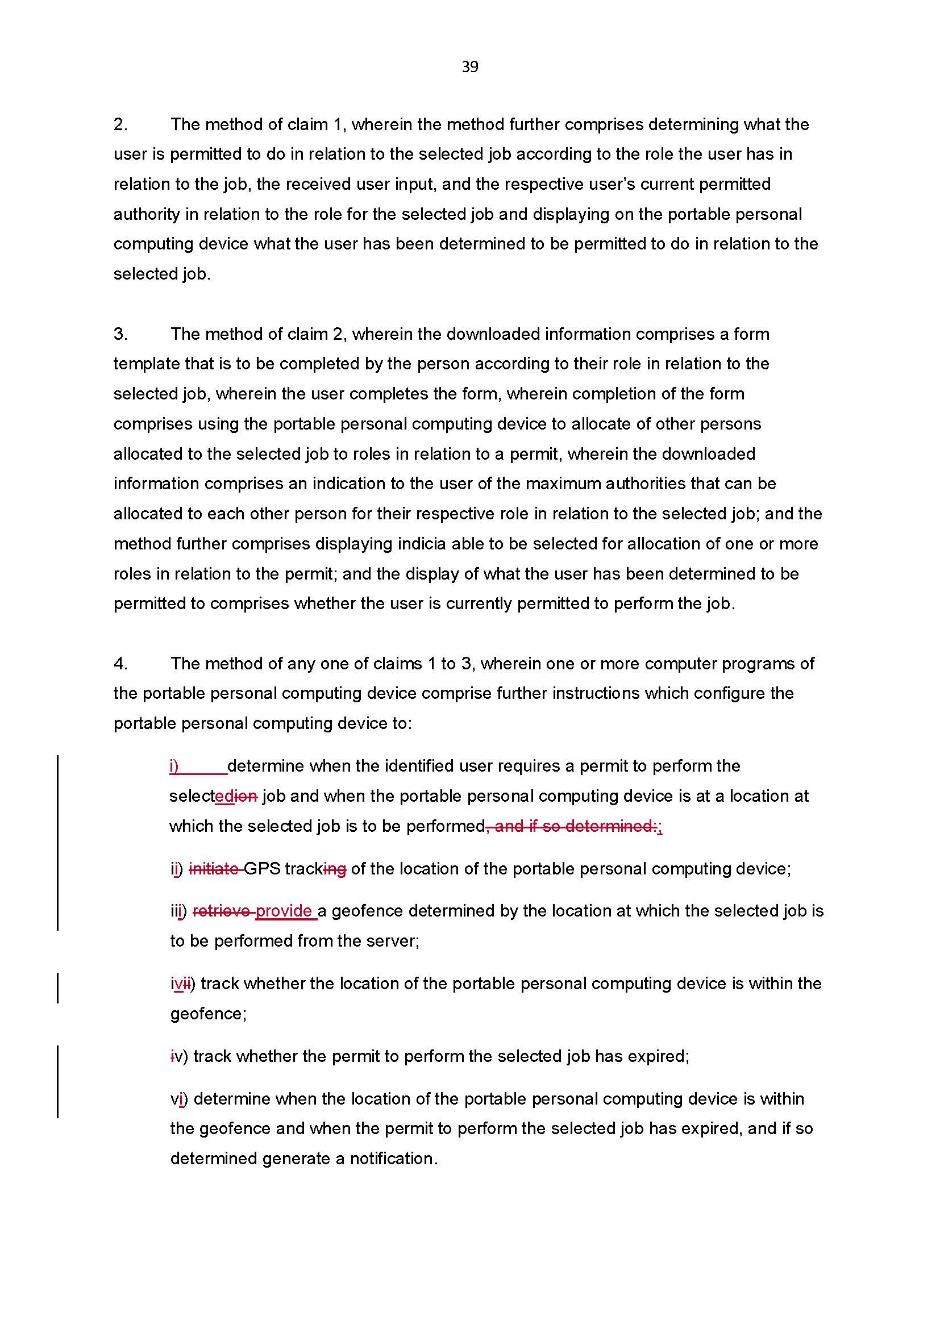 39
2. The method of claim 1, wherein the method further comprises determining what the
user is permitted to do in relation to the selected job according to the role the user has in
relation to the job, the received user input, and the respective user's current permitted
authority in relation to the role for the selected job and displaying on the portable personal
computing device what the user has been determined to be permitted to do in relation to the
selected job.
3. The method of claim 2, wherein the downloaded information comprises a form
template that is to be completed by the person according to their role in relation to the
selected job, wherein the user completes the form, wherein completion of the form
comprises using the portable personal computing device to allocate of other persons
allocated to the selected job to roles in relation to a permit, wherein the downloaded
information comprises an indication to the user of the maximum authorities that can be
allocated to each other person for their respective role in relation to the selected job; and the
method further comprises displaying indicia able to be selected for allocation of one or more
roles in relation to the permit; and the display of what the user has been determined to be
permitted to comprises whether the user is currently permitted to perform the job.
4. The method of any one of claims 1 to 3, wherein one or more computer programs of
the portable personal computing device comprise further instructions which configure the
portable personal computing device to:
i) determine when the identified user requires a permit to perform the
selectedion job and when the portable personal computing device is at a location at
which the selected job is to be performed, and if so determined:;
ii) initiate GPS tracking of the location of the portable personal computing device;
iii) retrieve provide a geofence determined by the location at which the selected job is
to be performed from the server;
ivii) track whether the location of the portable personal computing device is within the
geofence;
iv) track whether the permit to perform the selected job has expired;
vi) determine when the location of the portable personal computing device is within
the geofence and when the permit to perform the selected job has expired, and if so
determined generate a notification.